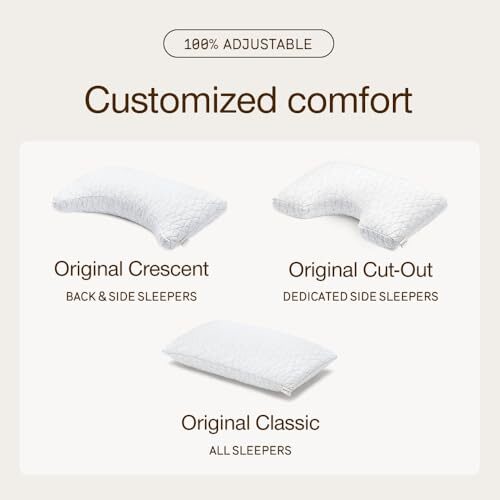 100% ADJUSTABLE
Customized comfort
Original Crescent
BACK & SIDE SLEEPERS
Original Cut-Out
DEDICATED SIDE SLEEPERS
Original Classic
ALL SLEEPERS